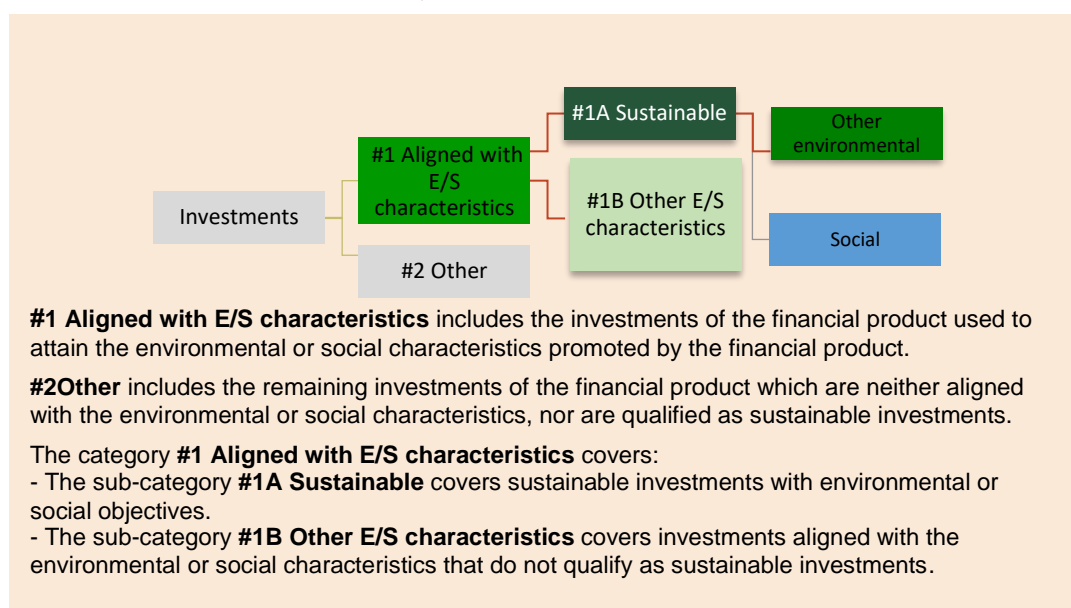 #1A Sustainable
Other
environmental
#1 Aligned with
E/S
characteristics
#1B Other E/S
characteristics
Investments
Social
#2 Other
#1 Aligned with E/S characteristics includes the investments of the financial product used to
attain the environmental or social characteristics promoted by the financial product.
#2Other includes the remaining investments of the financial product which are neither aligned
with the environmental or social characteristics, nor are qualified as sustainable investments.
The category #1 Aligned with E/S characteristics covers:
- The sub-category #1A Sustainable covers sustainable investments with environmental or
social objectives.
- The sub-category #1B Other E/S characteristics covers investments aligned with the
environmental or social characteristics that do not qualify as sustainable investments.